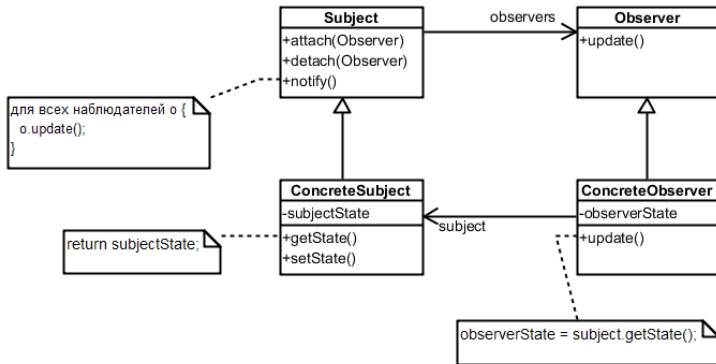 Subject
+attach(Observer)
+detach(Observer)
+notify()
observers
Observer
+update()
для всех наблюдателей o {
o.update();
}
ConcreteSubject
-subjectState
+getState()
+setState()
subject
ConcreteObserver
-observerState
+update()
return subjectState;
observerState = subject.getState();